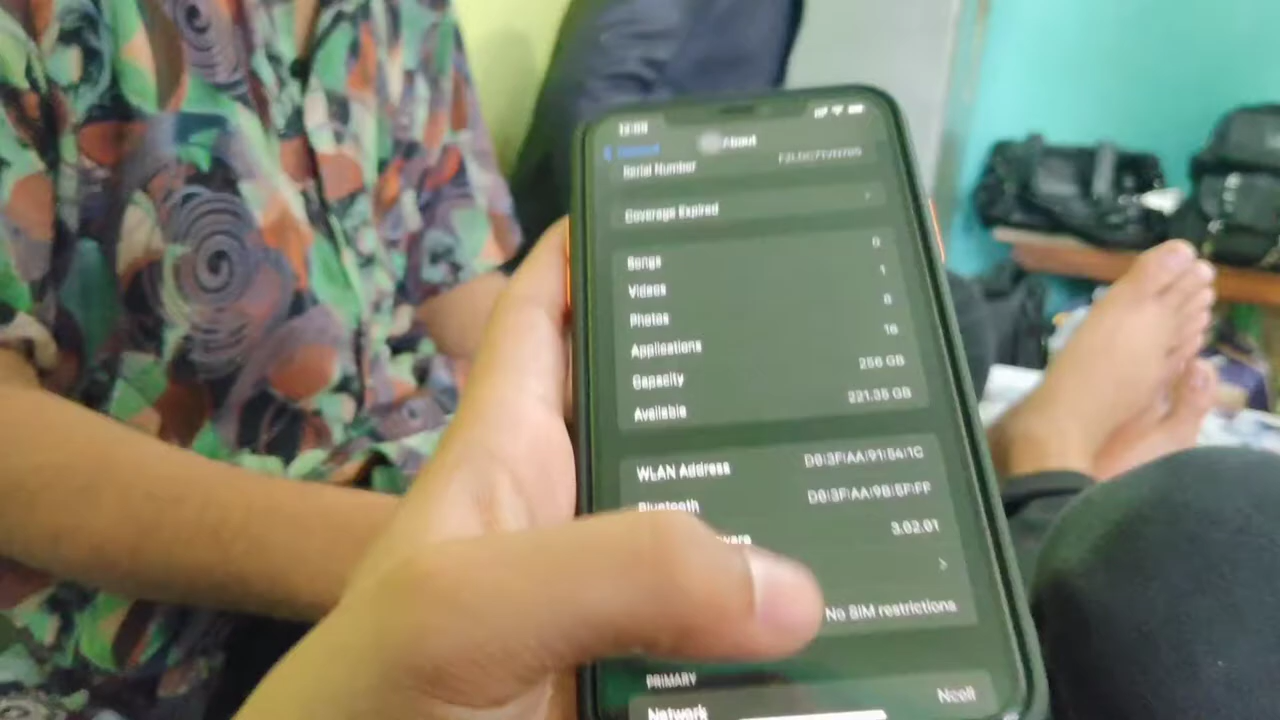 About
Serial Number
Coverage Expired
Songs 0
Videos 1
Photos 0
Applications 16
Capacity 256 GB
Available 221.35 GB
WLAN Address D0:3F:AA:91:54:1C
Bluetooth D0:3F:AA:9B:5F:FF
3.02.01
No SIM restrictions
PRIMARY
Network Ncell